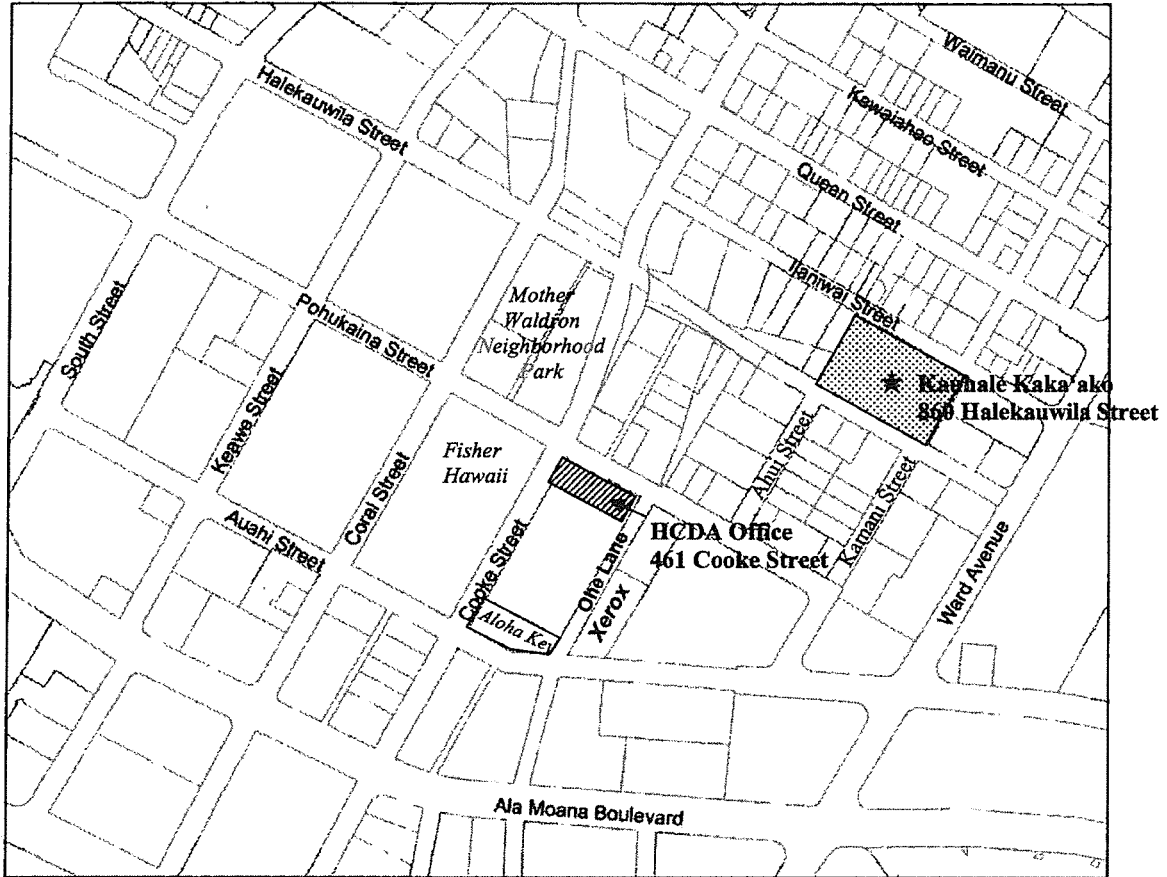 Waimanu Street
Kawaiahao Street
Halekauwila Street
Queen Street
Ilaniwai Street
Mother
Waldron
Neighborhood
Park
South Street
Pohukaina Street
Kauhale Kaka'ako
860 Halekauwila Street
Keawe Street
Fisher
Hawaii
Ahui Street
Kamani Street
Coral Street
Auahi Street
HCDA Office
461 Cooke Street
Cooke Street
Ohe Lane
Xerox
Ward Avenue
Aloha Key
Ala Moana Boulevard